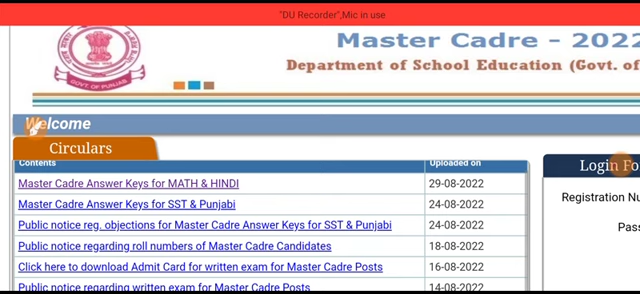 "DU Recorder",Mic in use
Master Cadre - 2022
Department of School Education (Govt. of
GOVT. OF PUNJAB
Welcome
Circulars
Contents Uploaded on
Login Fo
Master Cadre Answer Keys for MATH & HINDI 29-08-2022
Registration Nu
Master Cadre Answer Keys for SST & Punjabi 24-08-2022
Public notice reg. objections for Master Cadre Answer Keys for SST & Punjabi 24-08-2022
Pass
Public notice regarding roll numbers of Master Cadre Candidates 18-08-2022
Click here to download Admit Card for written exam for Master Cadre Posts 16-08-2022
Public notice regarding written exam for Master Cadre Posts 14-08-2022